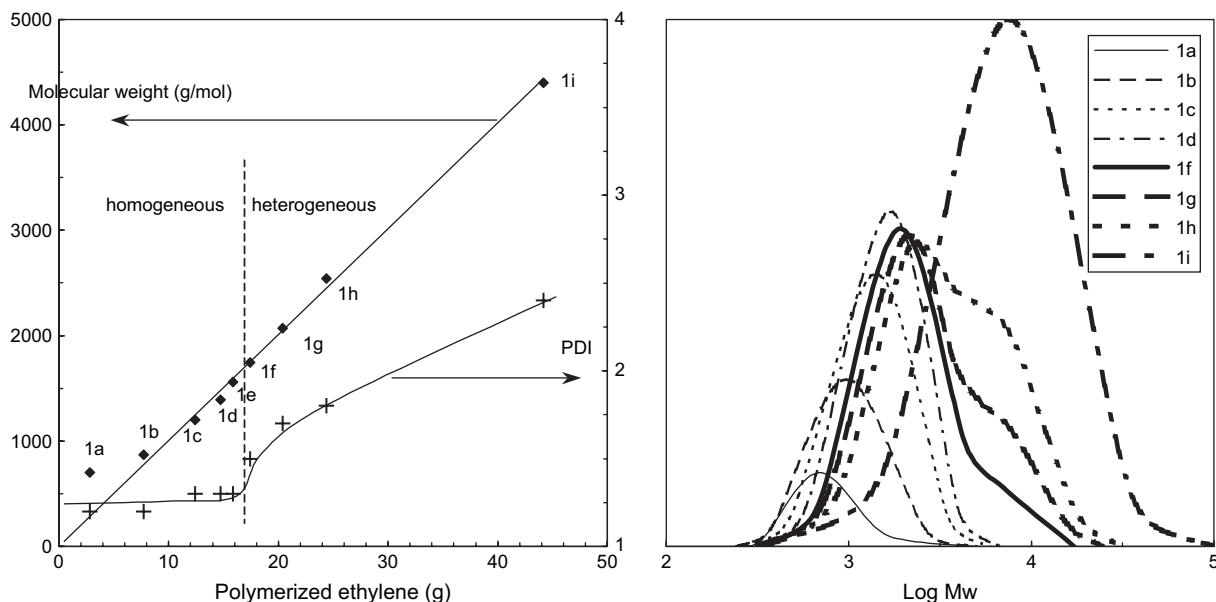 5000
4000
3000
2000
1000
0
4
3
2
1
Molecular weight (g/mol)
homogeneous
heterogeneous
1a
1b
1c
1d
1e
1f
1g
1h
1i
PDI
0
10
20
30
40
50
Polymerized ethylene (g)
1a
1b
1c
1d
1f
1g
1h
1i
2
3
4
5
Log Mw